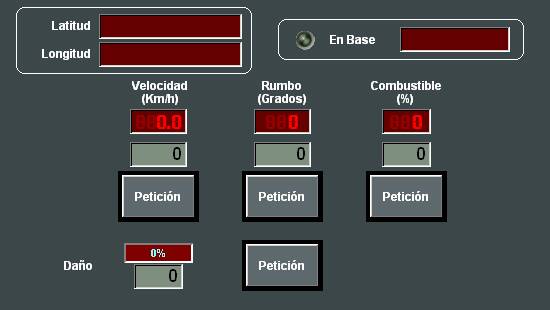 Latitud
Longitud
En Base
Velocidad
(Km/h)
Rumbo
(Grados)
Combustible
(%)
0.0
0
0
0
0
0
Petición
Petición
Petición
Daño
0%
0
Petición